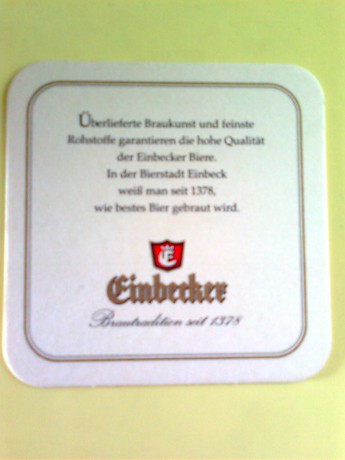 Überlieferte Braukunst und feinste
Rohstoffe garantieren die hohe Qualität
der Einbecker Biere.
In der Bierstadt Einbeck
weiß man seit 1378,
wie bestes Bier gebraut wird.
E
Einbecker
Brautradition seit 1378